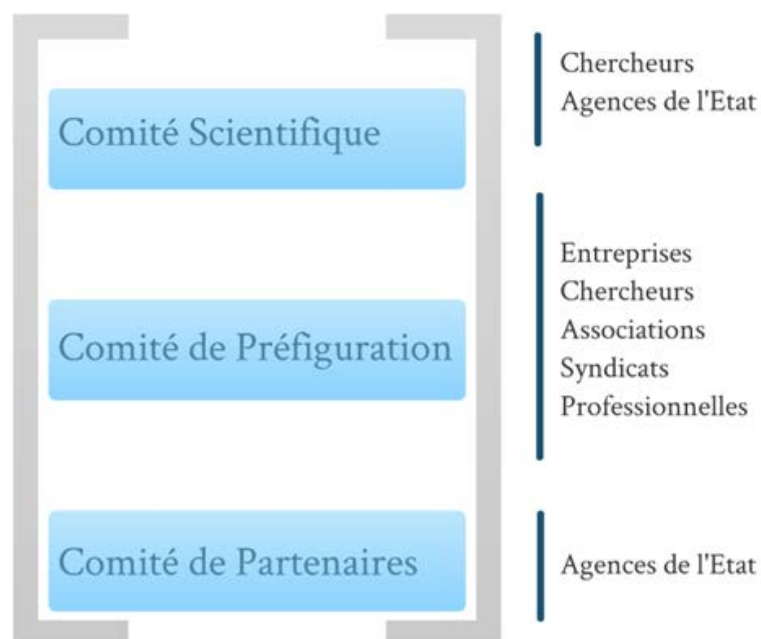 Comité Scientifique
Chercheurs
Agences de l'Etat
Comité de Préfiguration
Entreprises
Chercheurs
Associations
Syndicats
Professionnelles
Comité de Partenaires
Agences de l'Etat